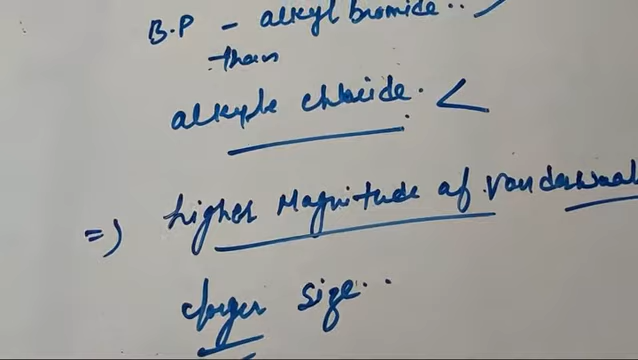 B.P - alkyl bromide..
than
alkyle chloride. <
=) higher Magnitude of Vanderwaal
larger size..